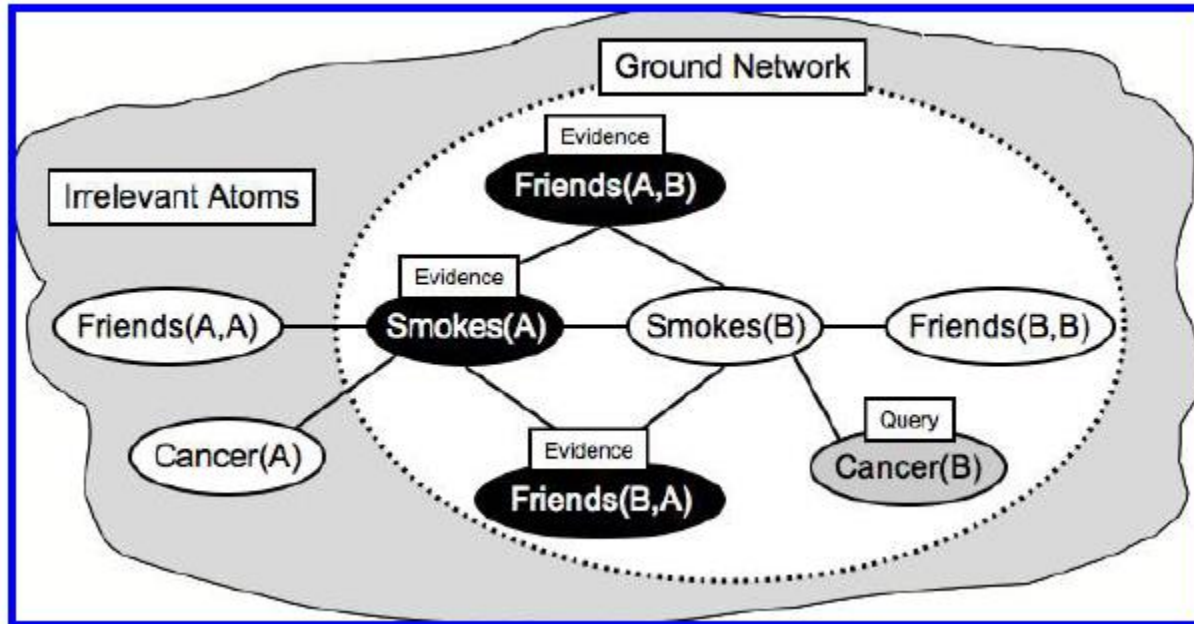 Ground Network
Evidence
Friends(A,B)
Irrelevant Atoms
Evidence
Friends(A,A)
Smokes(A)
Smokes(B)
Friends(B,B)
Query
Cancer(A)
Evidence
Cancer(B)
Friends(B,A)